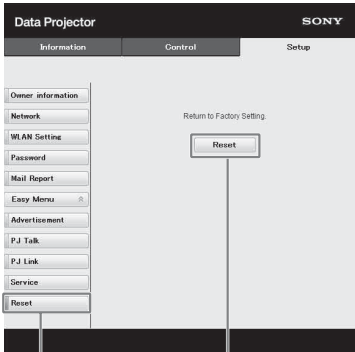 Data Projector
SONY
Information
Control
Setup
Owner information
Network
WLAN Setting
Password
Mail Report
Easy Menu
Advertisement
PJ Talk
PJ Link
Service
Reset
Return to Factory Setting.
Reset